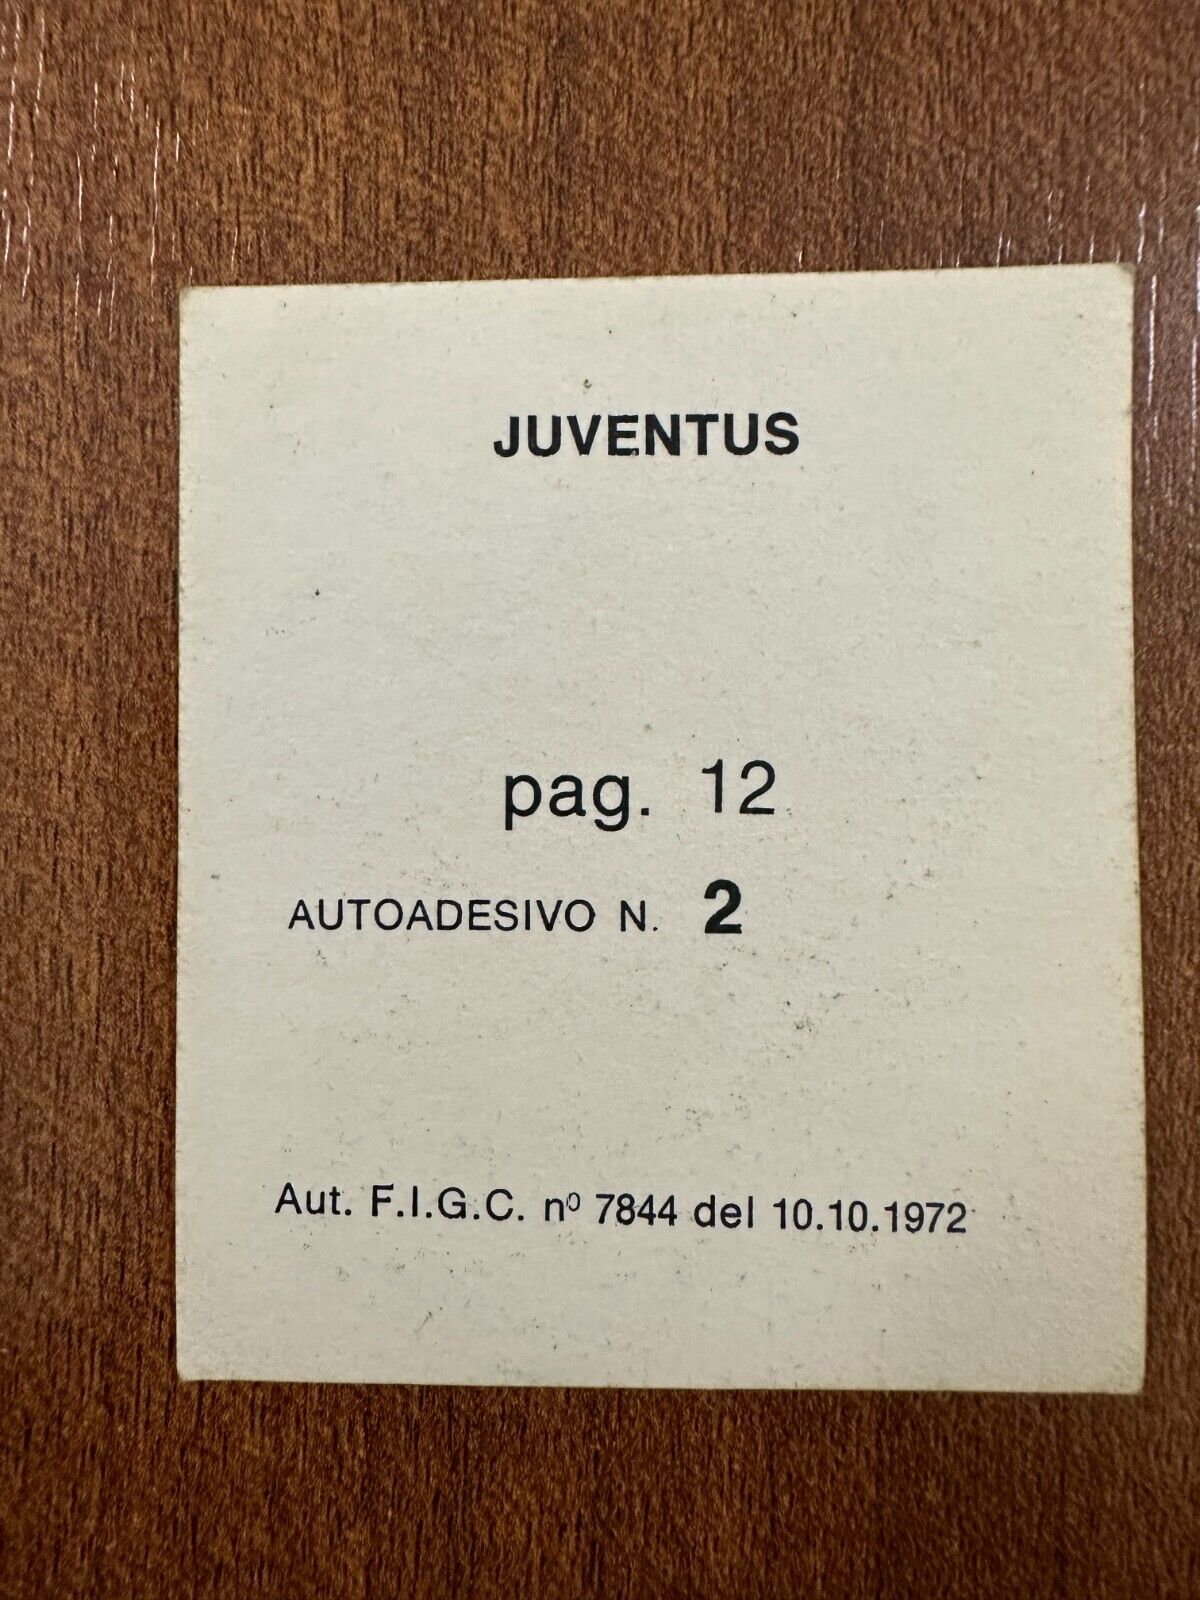 JUVENTUS
pag. 12
AUTOADESIVO N. 2
Aut. F.I.G.C. nº 7844 del 10.10.1972